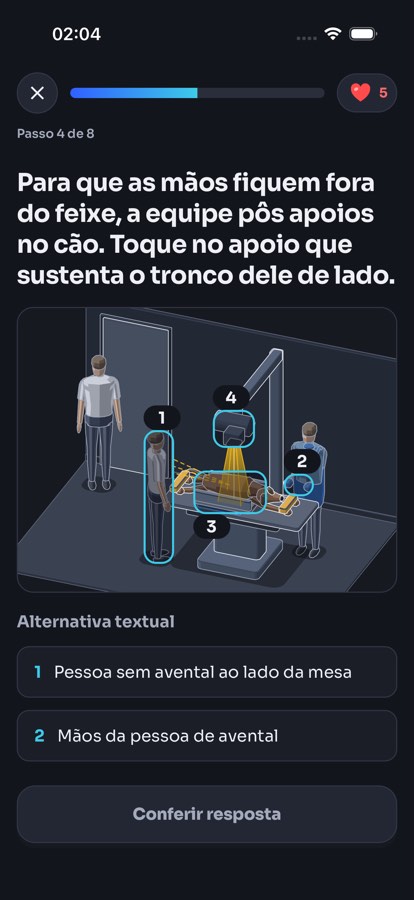 02:04
5
Passo 4 de 8
Para que as mãos fiquem fora
do feixe, a equipe pôs apoios
no cão. Toque no apoio que
sustenta o tronco dele de lado.
4
1
2
3
Alternativa textual
1 Pessoa sem avental ao lado da mesa
2 Mãos da pessoa de avental
Conferir resposta